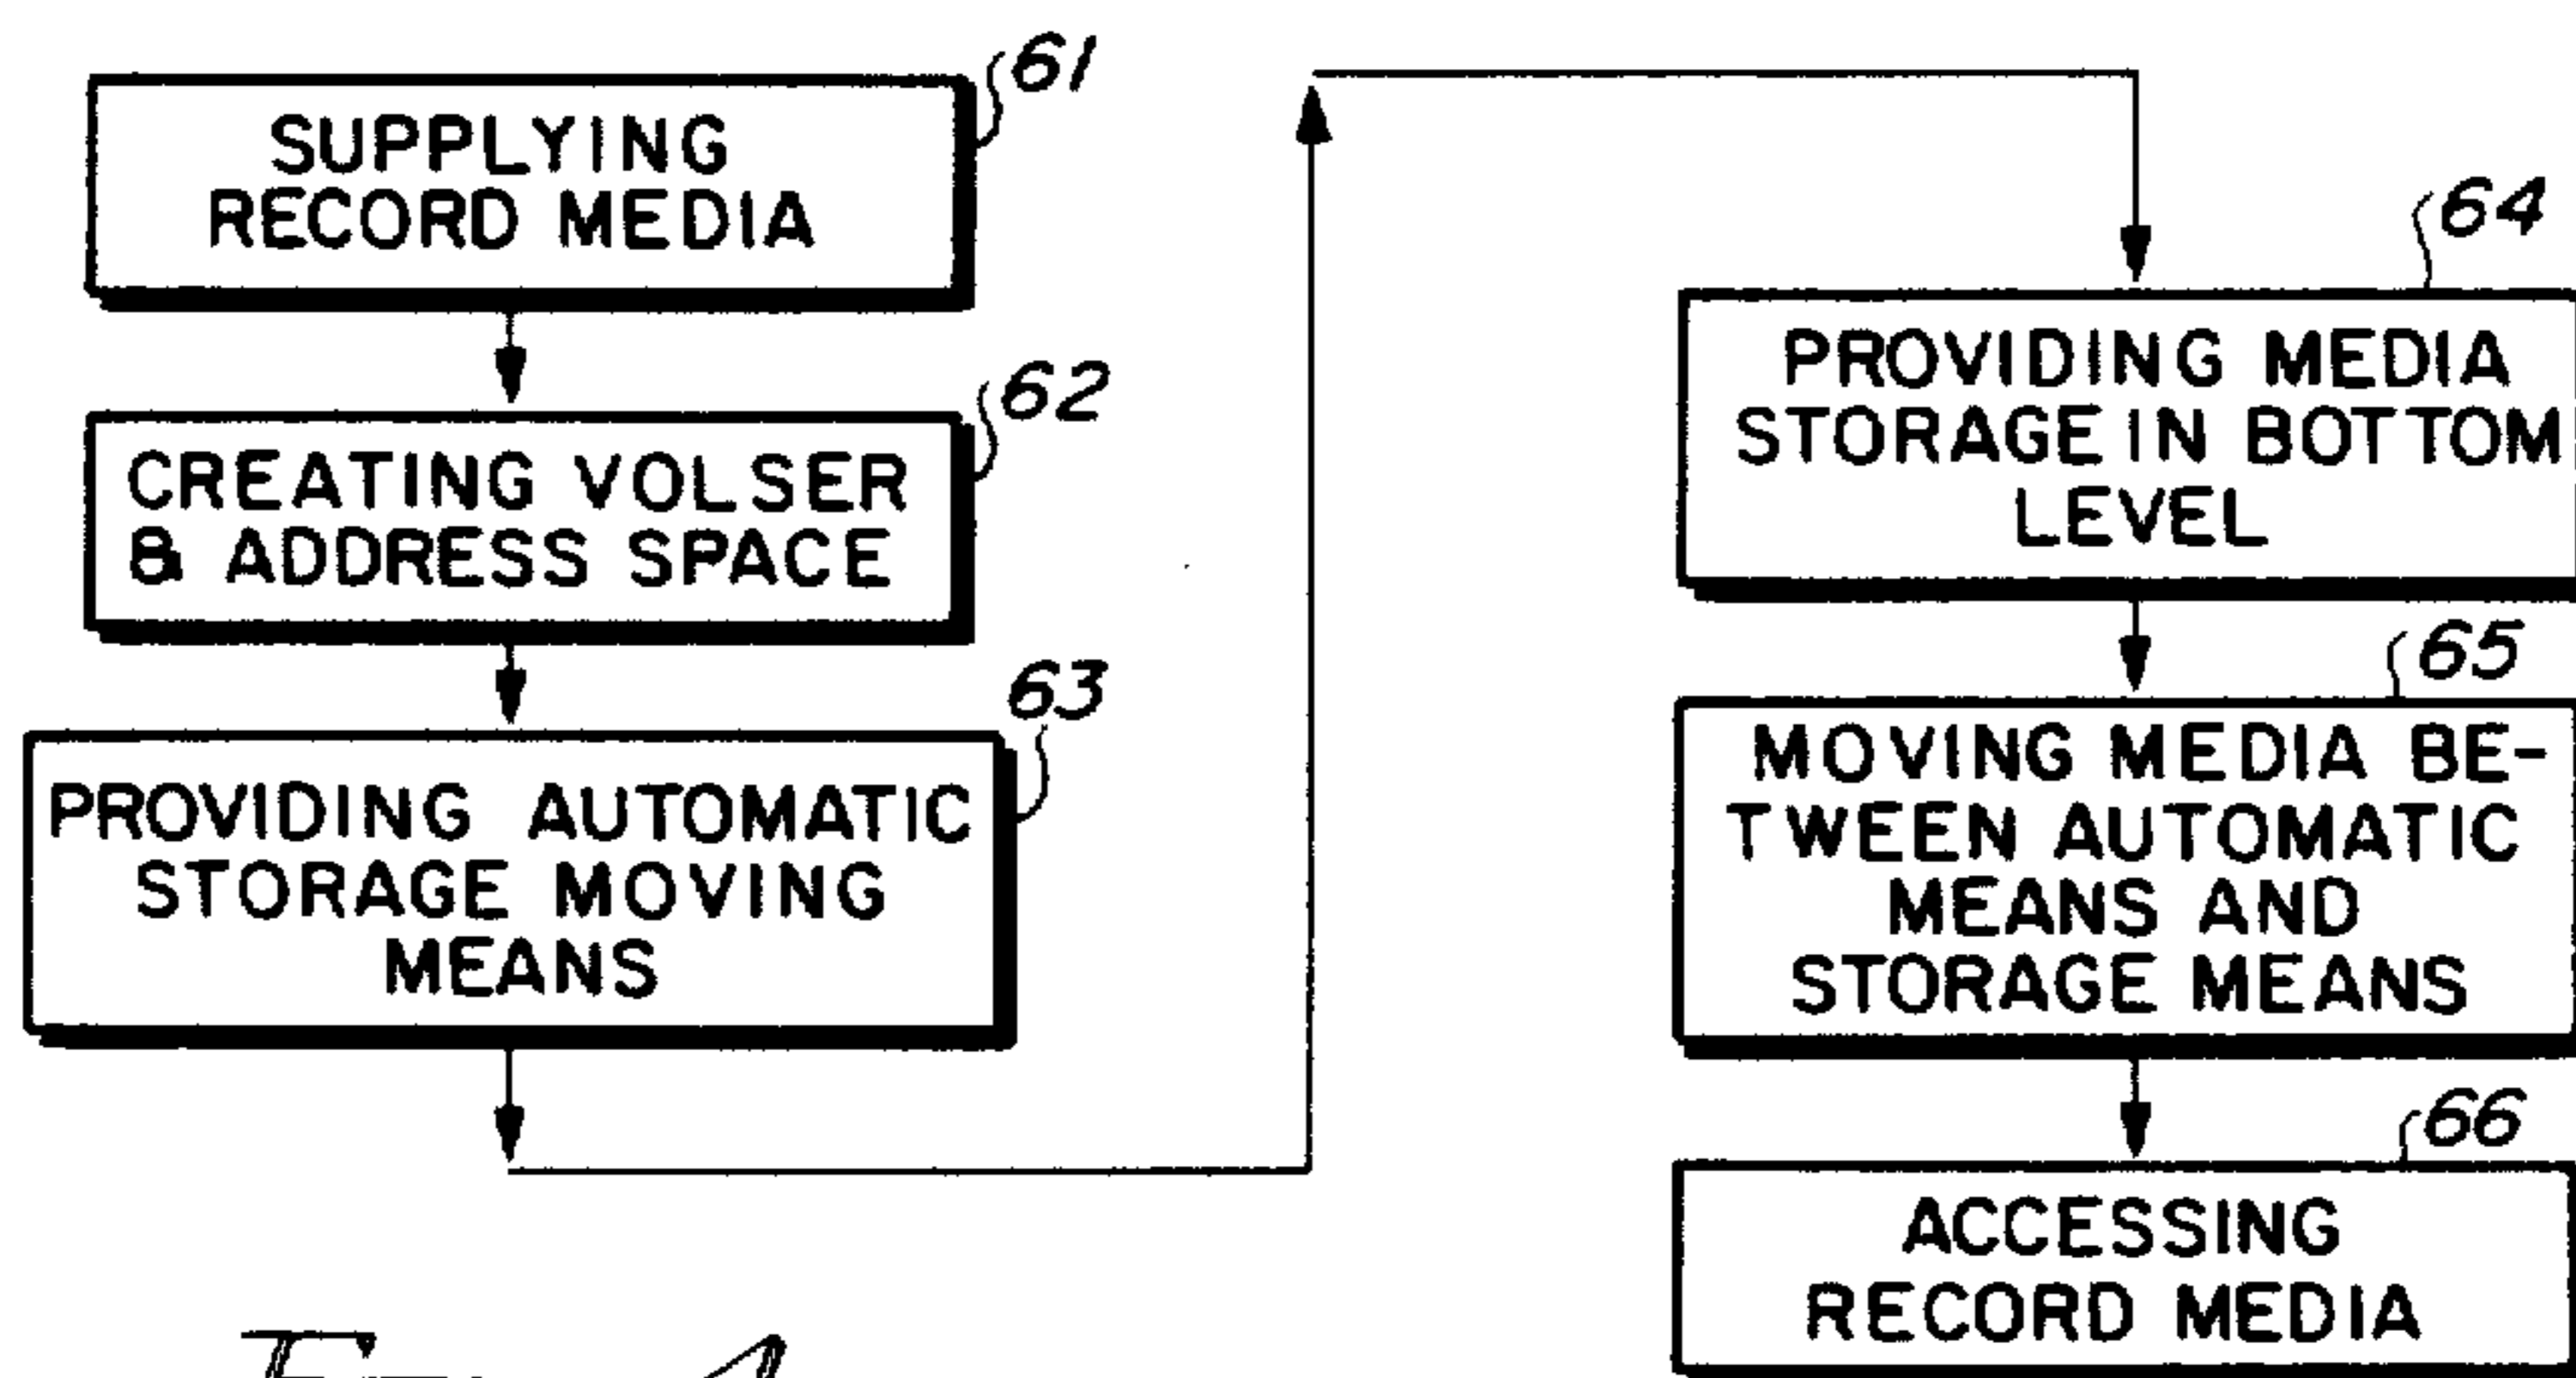 61
SUPPLYING
RECORD MEDIA
62
CREATING VOLSER
& ADDRESS SPACE
63
PROVIDING AUTOMATIC
STORAGE MOVING
MEANS
64
PROVIDING MEDIA
STORAGE IN BOTTOM
LEVEL
65
MOVING MEDIA BE-
TWEEN AUTOMATIC
MEANS AND
STORAGE MEANS
66
ACCESSING
RECORD MEDIA